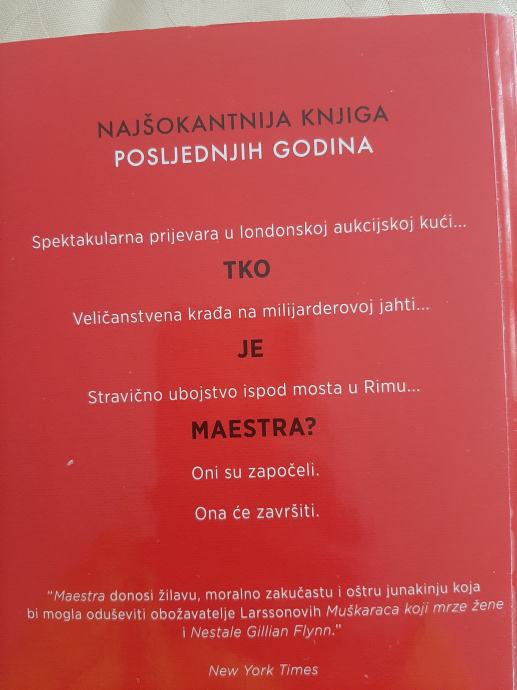 NAJŠOKANTNIJA KNJIGA
POSLJEDNJIH GODINA
Spektakularna prijevara u londonskoj aukcijskoj kući...
TKO
Veličanstvena krađa na milijarderovoj jahti...
JE
Stravično ubojstvo ispod mosta u Rimu...
MAESTRA?
Oni su započeli.
Ona će završiti.
"Maestra donosi žilavu, moralno zakučastu i oštru junakinju koja
bi mogla oduševiti obožavatelje Larssonovih Muškaraca koji mrze žene
i Nestale Gillian Flynn."
New York Times